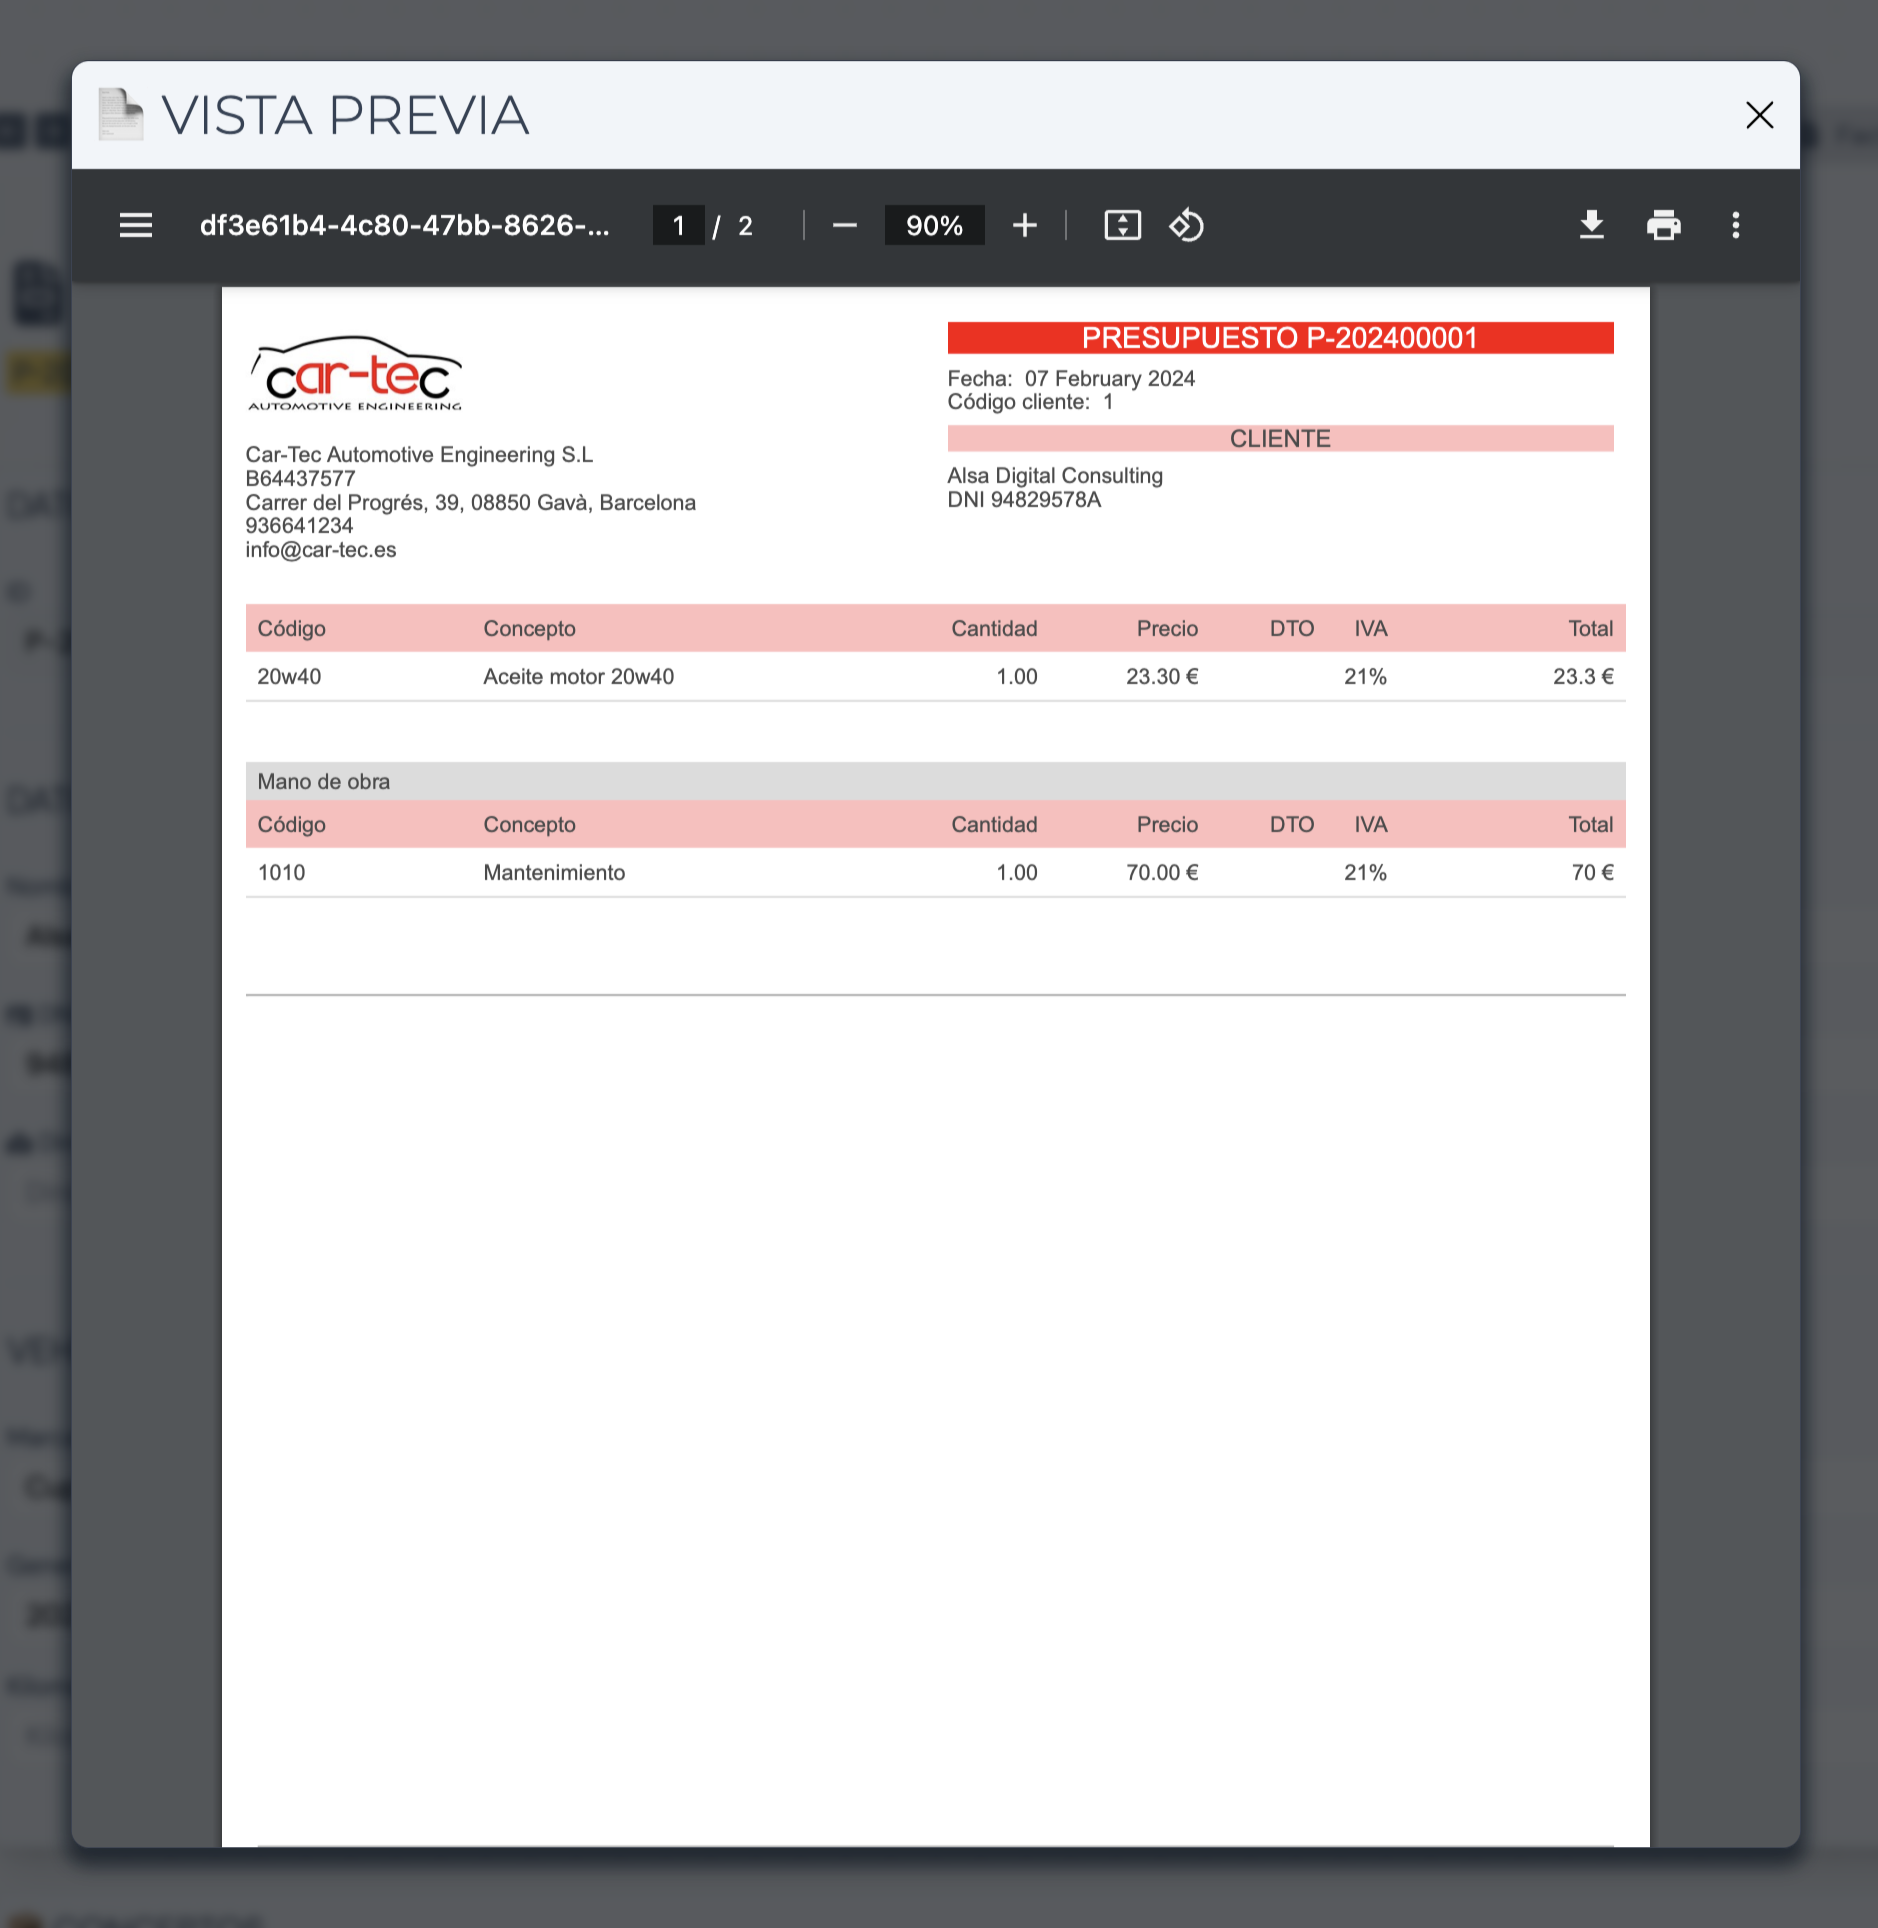 VISTA PREVIA
df3e61b4-4c80-47bb-8626-... 1 / 2 90%
car-tec
AUTOMOTIVE ENGINEERING
PRESUPUESTO P-202400001
Fecha: 07 February 2024
Código cliente: 1
CLIENTE
Alsa Digital Consulting
DNI 94829578A
Car-Tec Automotive Engineering S.L
B64437577
Carrer del Progrés, 39, 08850 Gavà, Barcelona
936641234
info@car-tec.es
Código Concepto Cantidad Precio DTO IVA Total
20w40 Aceite motor 20w40 1.00 23.30 € 21% 23.3 €
Mano de obra
Código Concepto Cantidad Precio DTO IVA Total
1010 Mantenimiento 1.00 70.00 € 21% 70 €